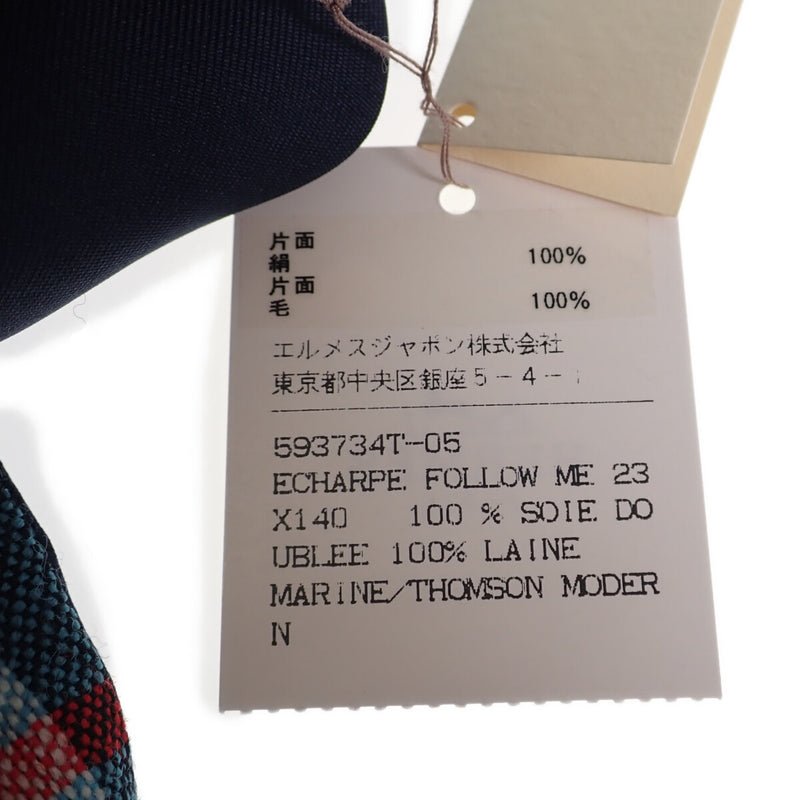 片面
絹 100%
片面
毛 100%
エルメスジャポン株式会社
東京都中央区銀座5-4-1
593734T-05
ECHARPE FOLLOW ME 23
X140 100 % SOIE DO
UBLEE 100% LAINE
MARINE/THOMSON MODER
N